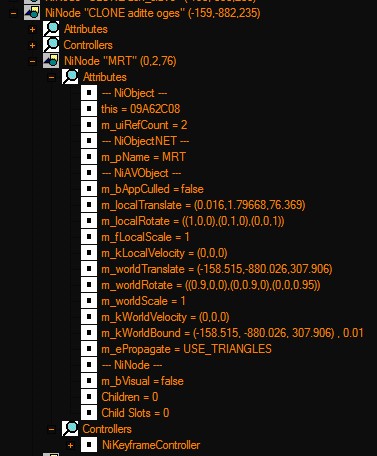 NiNode "CLONE aditte oges" (-159,-882,235)
Attributes
Controllers
NiNode "MRT" (0,2,76)
Attributes
--- NiObject ---
this = 09A62C08
m_uiRefCount = 2
--- NiObjectNET ---
m_pName = MRT
--- NiAVObject ---
m_bAppCulled = false
m_localTranslate = (0.016,1.79668,76.369)
m_localRotate = ((1,0,0),(0,1,0),(0,0,1))
m_fLocalScale = 1
m_kLocalVelocity = (0,0,0)
m_worldTranslate = (-158.515,-880.026,307.906)
m_worldRotate = ((0.9,0,0),(0,0.9,0),(0,0,0.95))
m_worldScale = 1
m_kWorldVelocity = (0,0,0)
m_kWorldBound = (-158.515, -880.026, 307.906) , 0.01
m_ePropagate = USE_TRIANGLES
--- NiNode ---
m_bVisual = false
Children = 0
Child Slots = 0
Controllers
NiKeyframeController